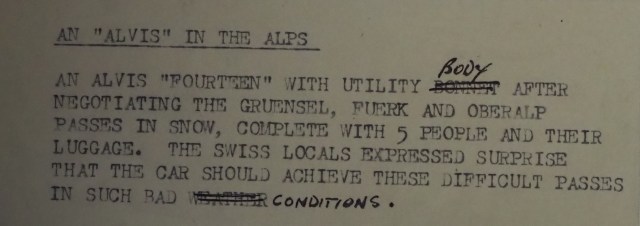 AN "ALVIS" IN THE ALPS
AN ALVIS "FOURTEEN" WITH UTILITY BONNET BODY AFTER
NEGOTIATING THE GRUENSEL, FUERK AND OBERALP
PASSES IN SNOW, COMPLETE WITH 5 PEOPLE AND THEIR
LUGGAGE. THE SWISS LOCALS EXPRESSED SURPRISE
THAT THE CAR SHOULD ACHIEVE THESE DIFFICULT PASSES
IN SUCH BAD WEATHER CONDITIONS.